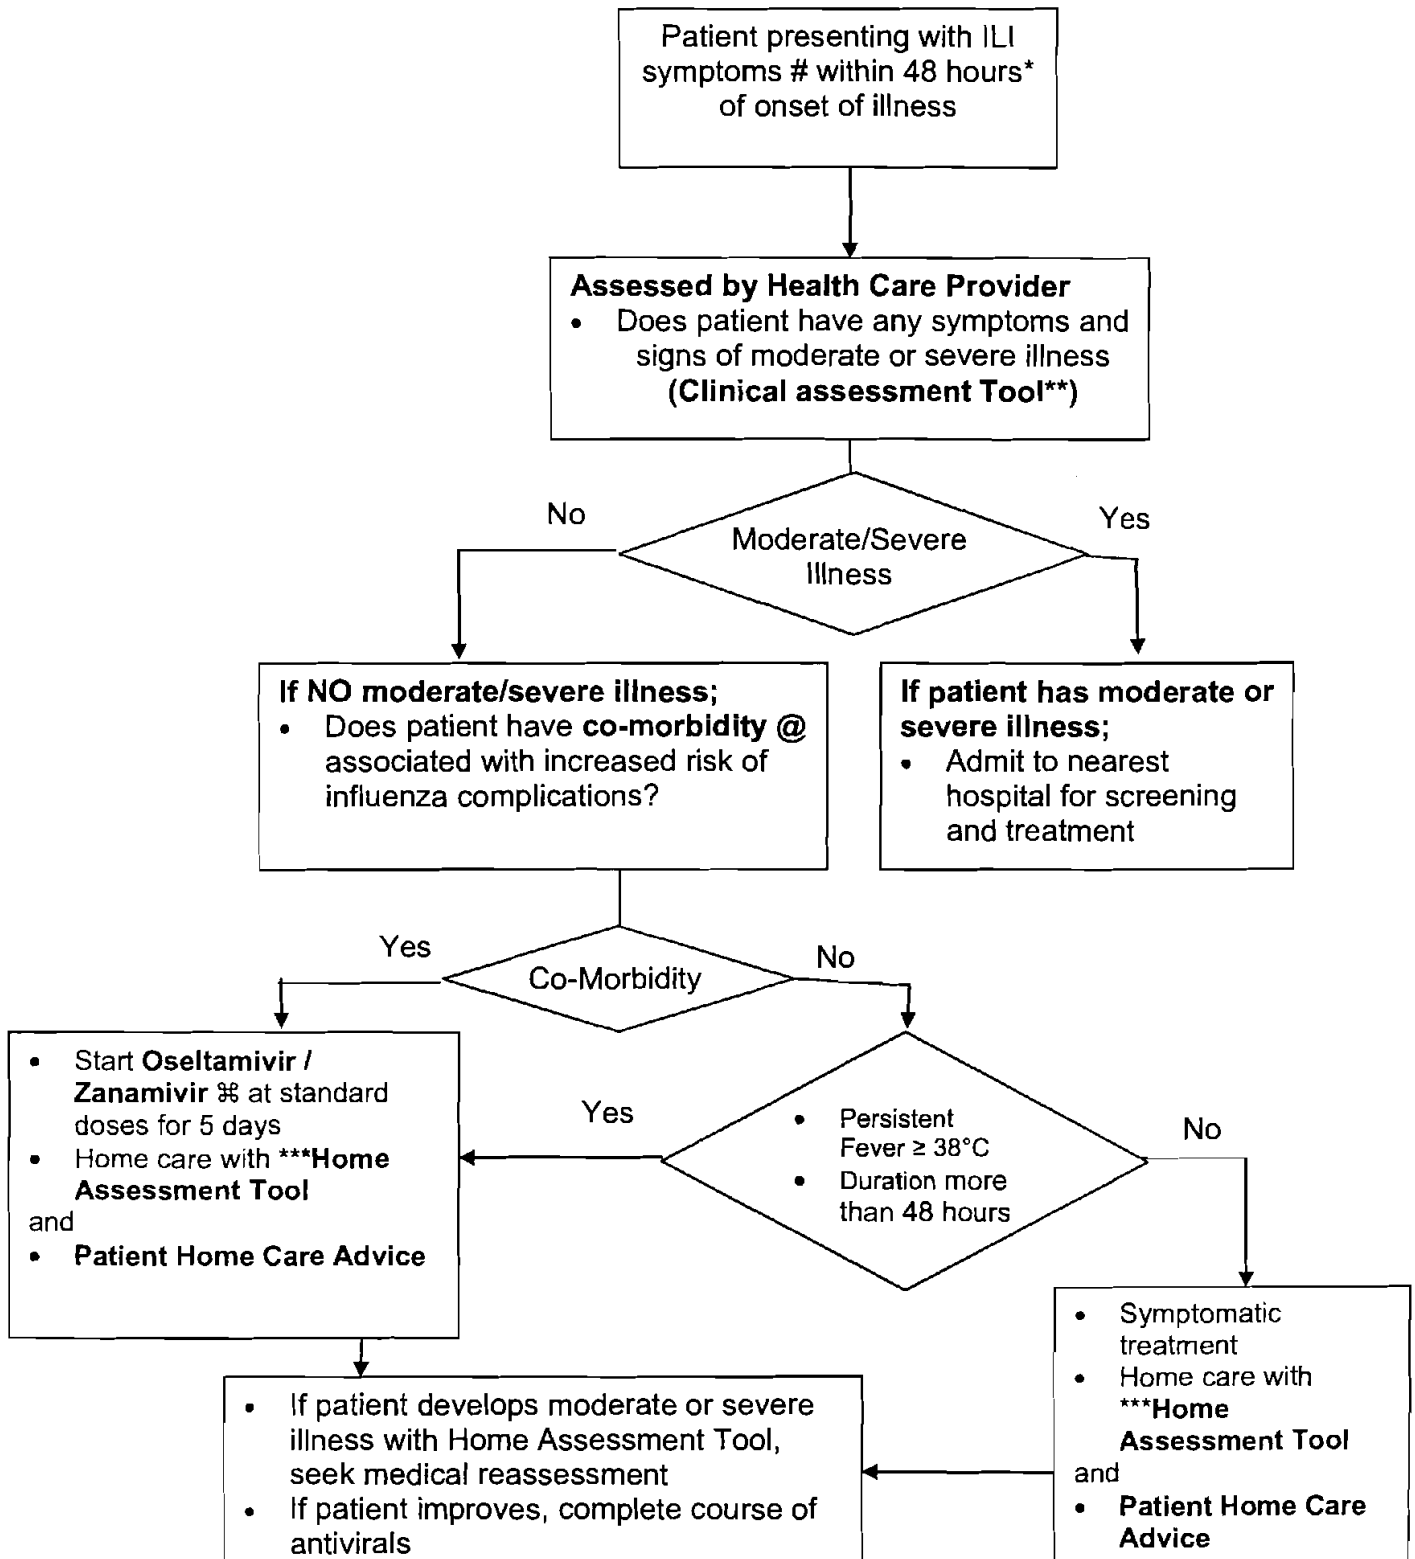 Patient presenting with ILI
symptoms # within 48 hours*
of onset of illness
Assessed by Health Care Provider
• Does patient have any symptoms and
signs of moderate or severe illness
(Clinical assessment Tool**)
No
Yes
Moderate/Severe
Illness
If NO moderate/severe illness;
• Does patient have co-morbidity @
associated with increased risk of
influenza complications?
If patient has moderate or
severe illness;
• Admit to nearest
hospital for screening
and treatment
Yes
No
Co-Morbidity
• Start Oseltamivir /
Zanamivir ⌘ at standard
doses for 5 days
• Home care with ***Home
Assessment Tool
and
• Patient Home Care Advice
Yes
• Persistent
Fever ≥ 38°C
• Duration more
than 48 hours
No
• Symptomatic
treatment
• Home care with
***Home
Assessment Tool
and
• Patient Home Care
Advice
• If patient develops moderate or severe
illness with Home Assessment Tool,
seek medical reassessment
• If patient improves, complete course of
antivirals